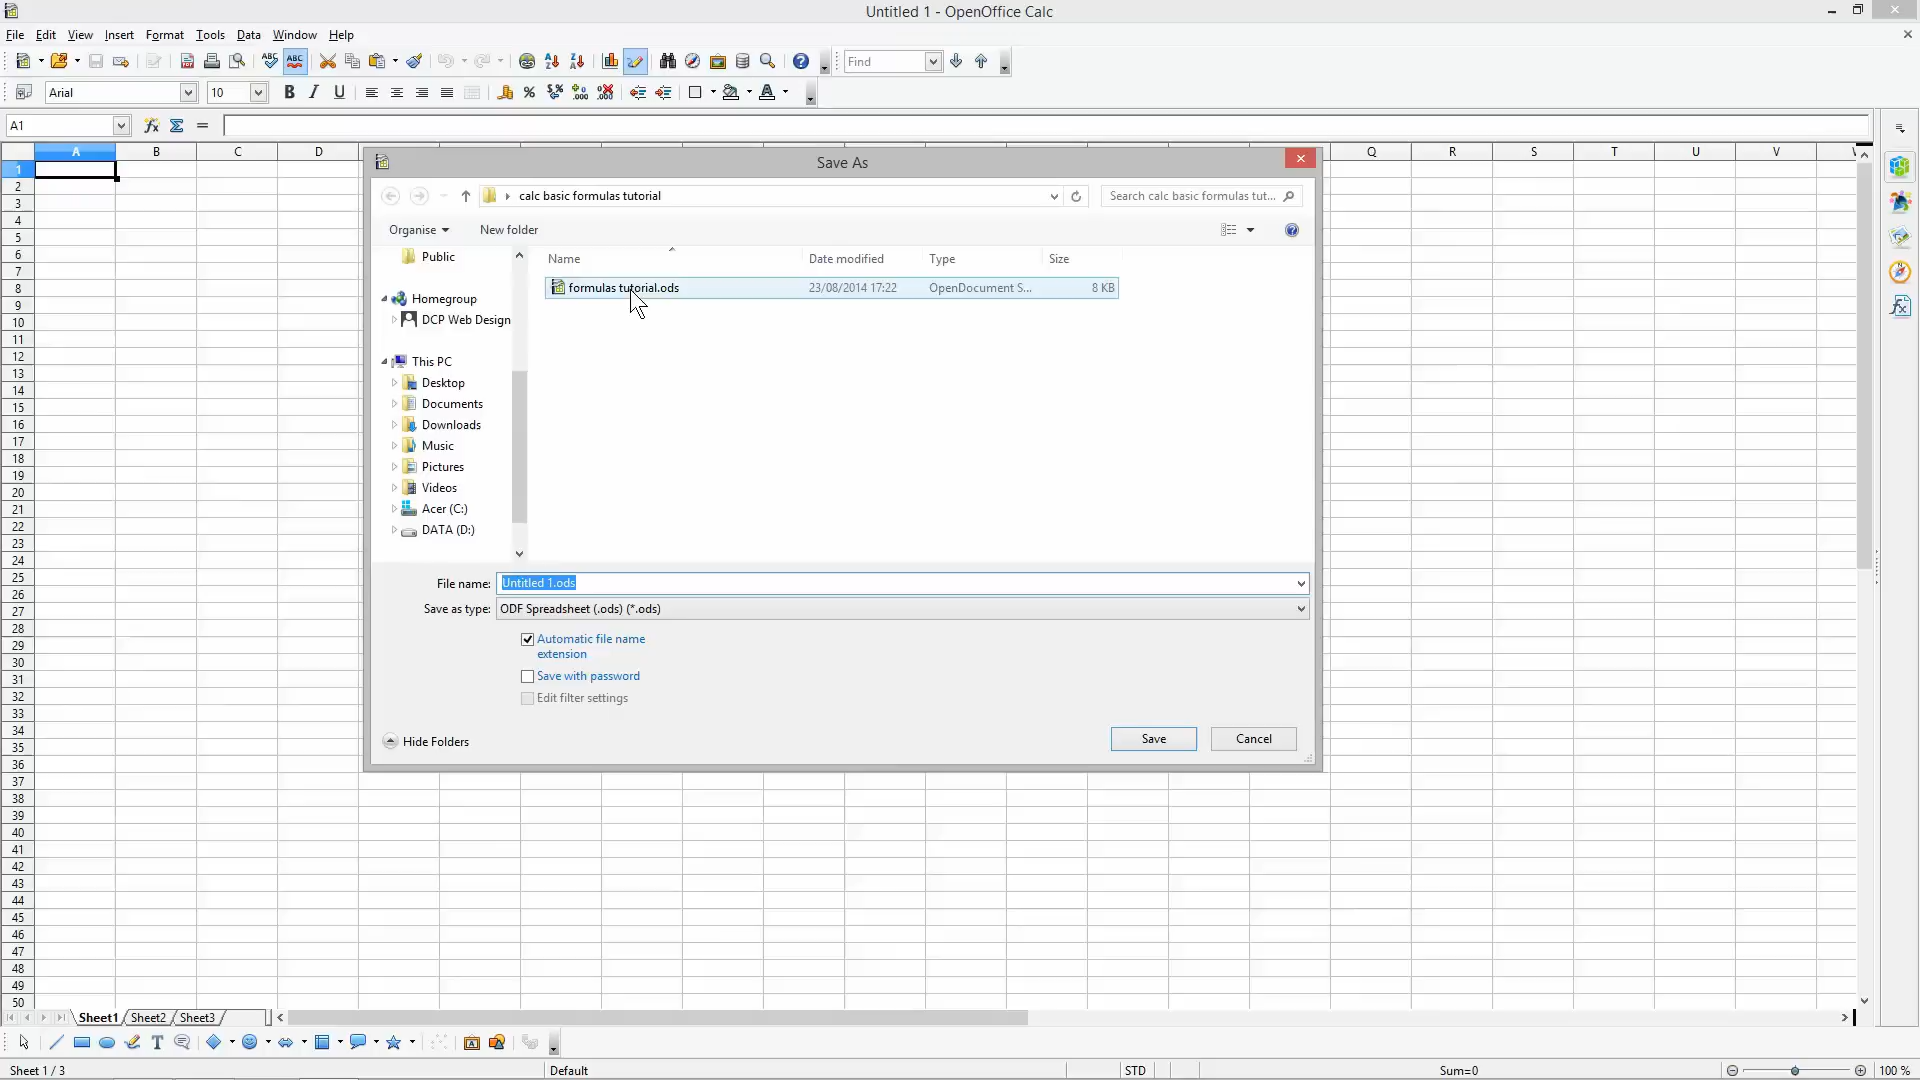 Untitled 1 - OpenOffice Calc
File Edit View Insert Format Tools Data Window Help
Find
Arial 10
A1
A B C D Q R S T U V
Save As
calc basic formulas tutorial Search calc basic formulas tut...
Organise New folder
Name Date modified Type Size
formulas tutorial.ods 23/08/2014 17:22 OpenDocument S... 8 KB
Public
Homegroup
DCP Web Design
This PC
Desktop
Documents
Downloads
Music
Pictures
Videos
Acer (C:)
DATA (D:)
File name: Untitled 1.ods
Save as type: ODF Spreadsheet (.ods) (*.ods)
Automatic file name
extension
Save with password
Edit filter settings
Hide Folders Save Cancel
1
2
3
4
5
6
7
8
9
10
11
12
13
14
15
16
17
18
19
20
21
22
23
24
25
26
27
28
29
30
31
32
33
34
35
36
37
38
39
40
41
42
43
44
45
46
47
48
49
50
Sheet1 Sheet2 Sheet3
Sheet 1 / 3 Default STD Sum=0 100 %